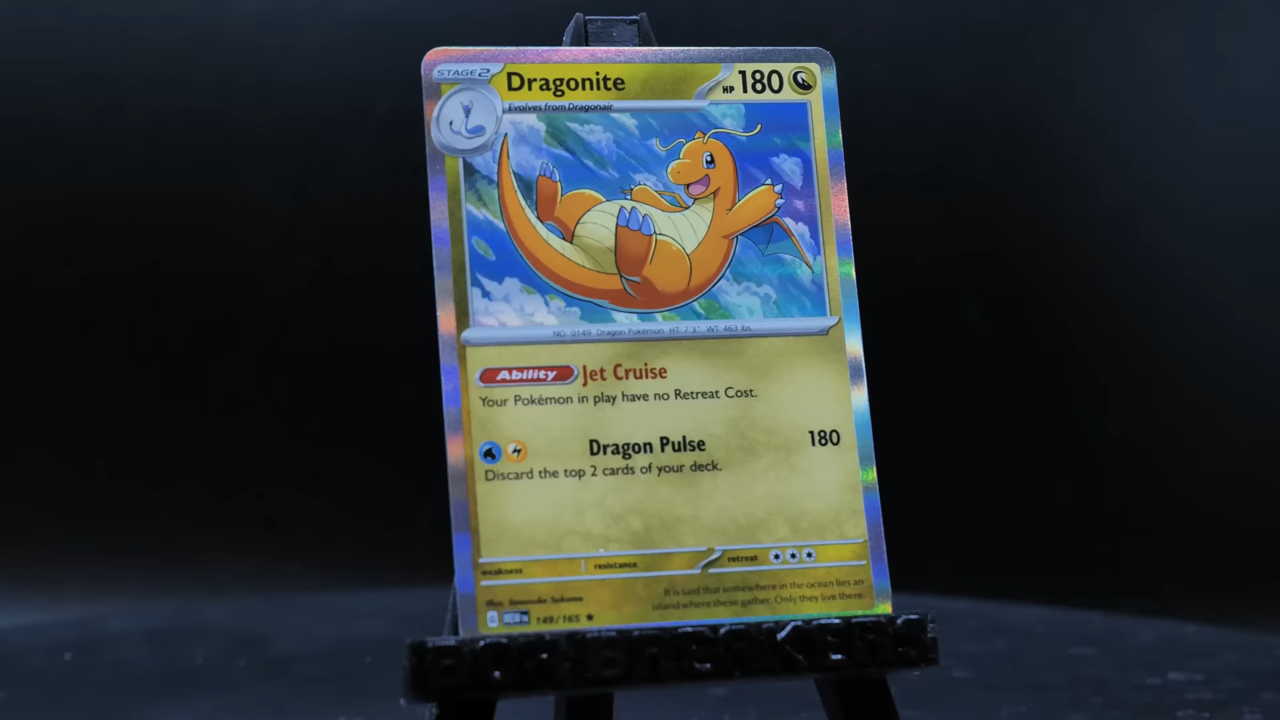 STAGE2
Dragonite
HP 180
Evolves from Dragonair
NO. 0149 Dragon Pokémon HT: 7'3" WT: 463 lbs
Ability Jet Cruise
Your Pokémon in play have no Retreat Cost.
Dragon Pulse 180
Discard the top 2 cards of your deck.
weakness resistance retreat
It is said that somewhere in the ocean lies an
island where these gather. Only they live there.
Illus.
G MEW EN 149/165